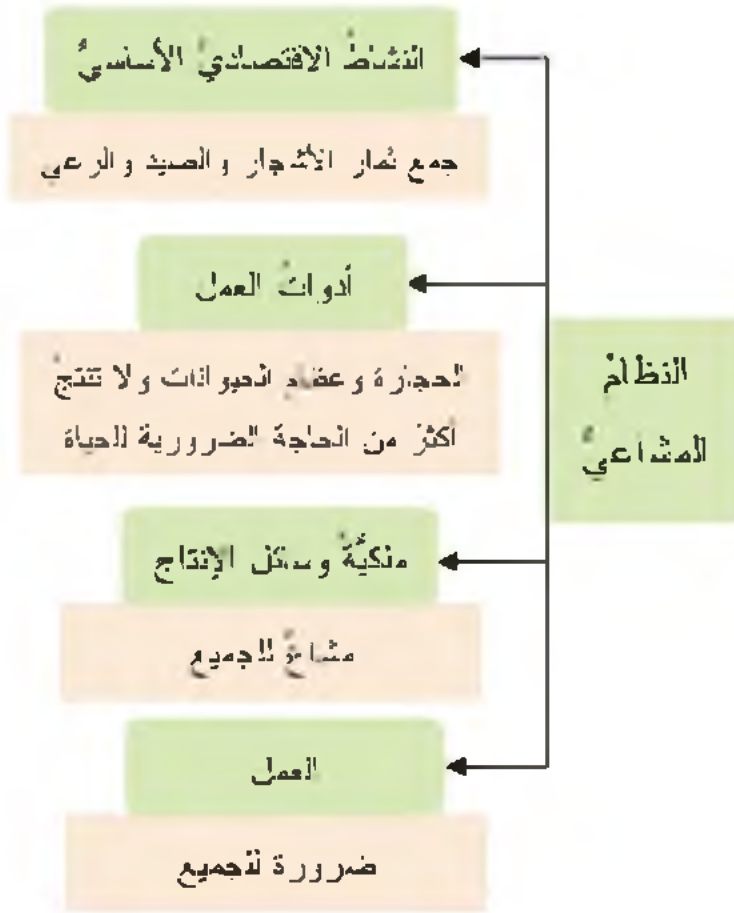 النظامُ
المشاعيُّ
النشاطُ الاقتصاديُّ الأساسيُّ
جمع ثمار الأشجار والصيد والرعي
أدواتُ العمل
الحجارة وعظام الحيوانات ولا تنتجُ
أكثرَ من الحاجة الضرورية للحياة
ملكيَّةُ وسائل الإنتاج
مشاعٌ للجميع
العمل
ضرورة للجميع